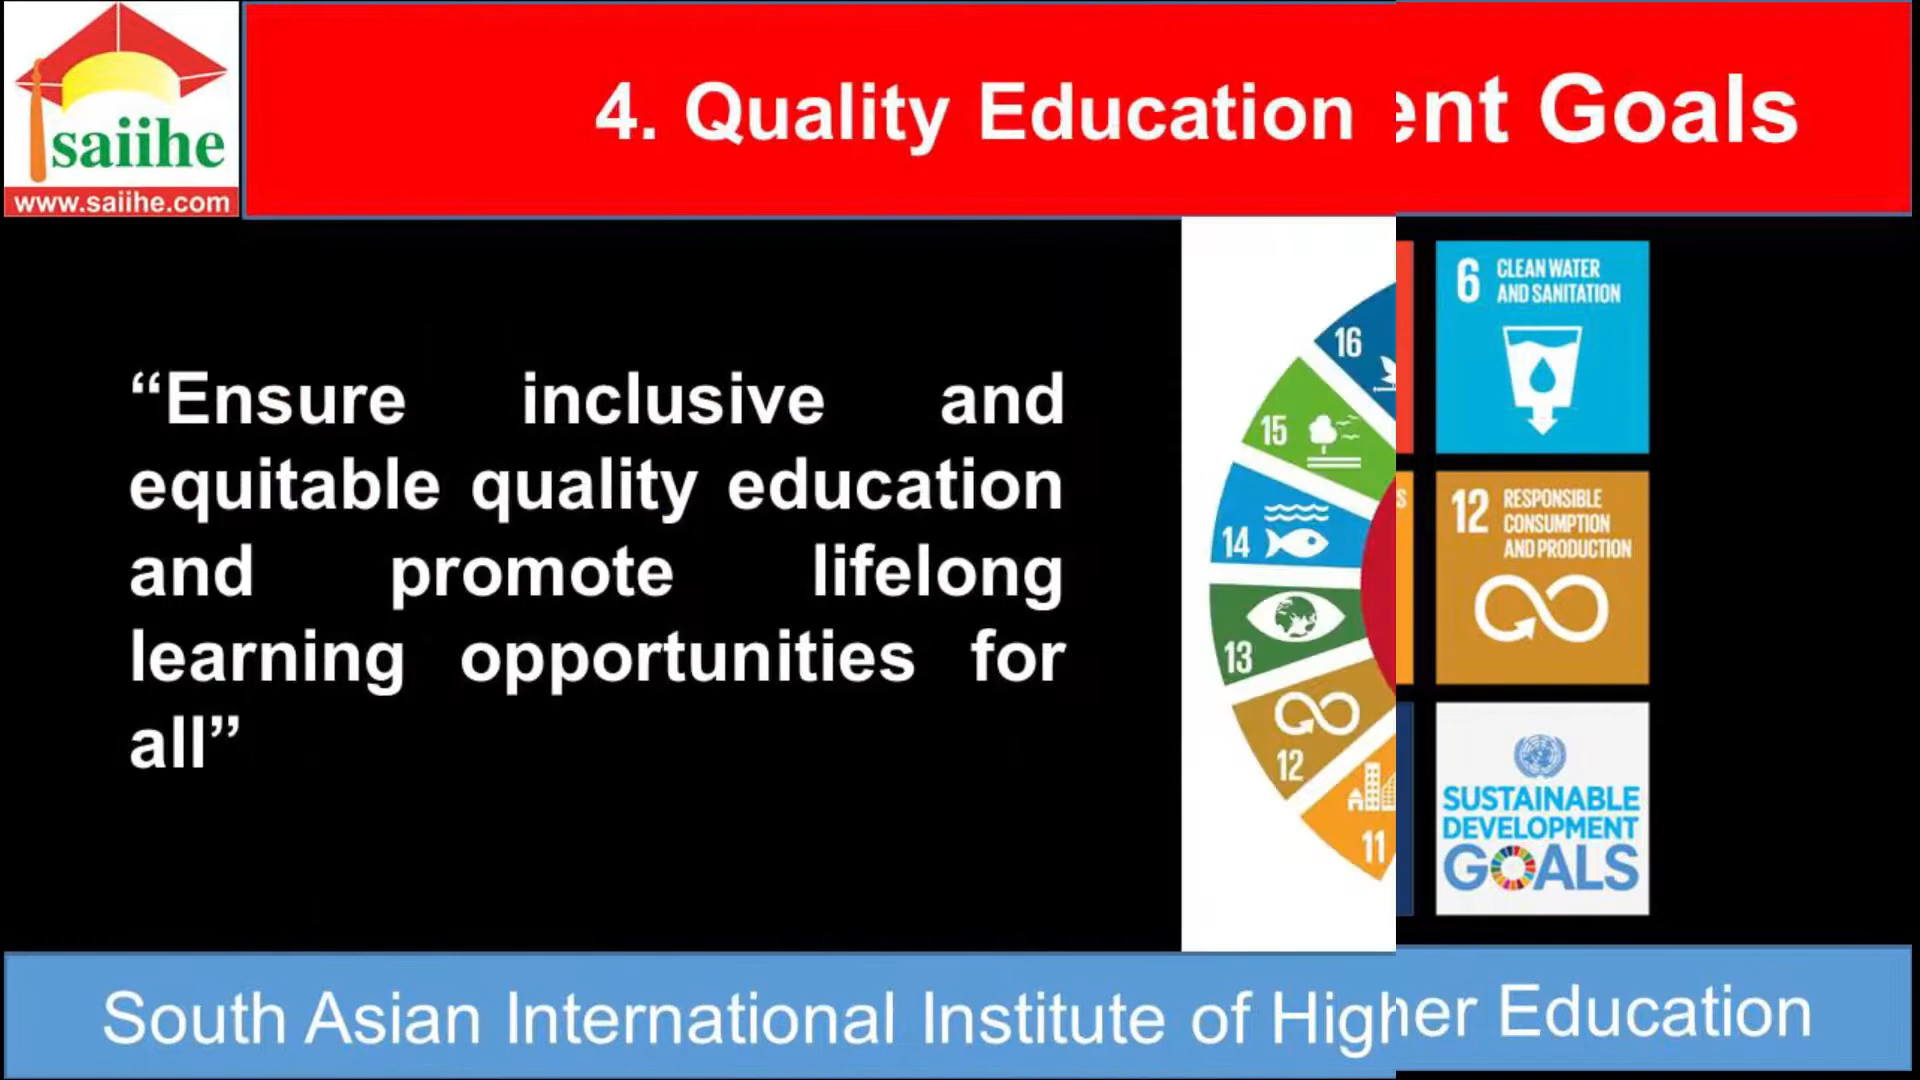 saiihe
www.saiihe.com
4. Quality Education
Goals
“Ensure inclusive and
equitable quality education
and promote lifelong
learning opportunities for
all”
16
15
14
13
12
11
6 CLEAN WATER
AND SANITATION
12 RESPONSIBLE
CONSUMPTION
AND PRODUCTION
SUSTAINABLE
DEVELOPMENT
GOALS
South Asian International Institute of Higher Education